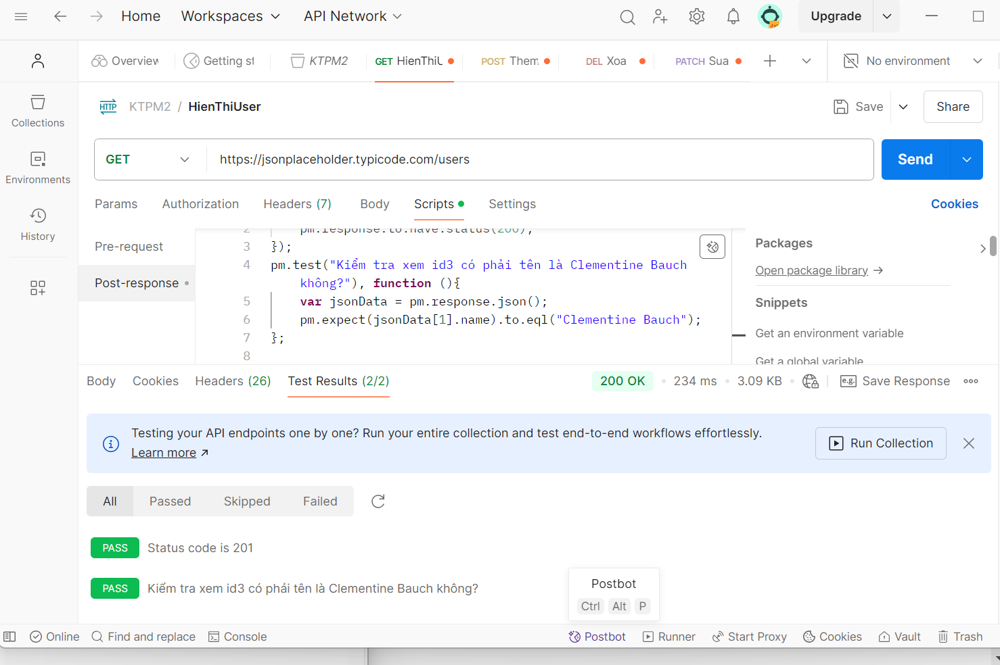 Home Workspaces API Network Upgrade
Overview Getting st KTPM2 GET HienThiU POST Them DEL Xoa PATCH Sua No environment
HTTP KTPM2 / HienThiUser Save Share
Collections
GET https://jsonplaceholder.typicode.com/users Send
Environments
Params Authorization Headers (7) Body Scripts Settings Cookies
History
Pre-request
Post-response
2 pm.response.to.have.status(200);
3 });
4 pm.test("Kiểm tra xem id3 có phải tên là Clementine Bauch
không?"), function (){
5 var jsonData = pm.response.json();
6 pm.expect(jsonData[1].name).to.eql("Clementine Bauch");
7 };
8
Packages
Open package library →
Snippets
Get an environment variable
Get a global variable
Body Cookies Headers (26) Test Results (2/2) 200 OK 234 ms 3.09 KB e.g. Save Response
Testing your API endpoints one by one? Run your entire collection and test end-to-end workflows effortlessly.
Learn more ↗
Run Collection
All Passed Skipped Failed
PASS Status code is 201
PASS Kiểm tra xem id3 có phải tên là Clementine Bauch không?
Postbot
Ctrl Alt P
Online Find and replace Console Postbot Runner Start Proxy Cookies Vault Trash